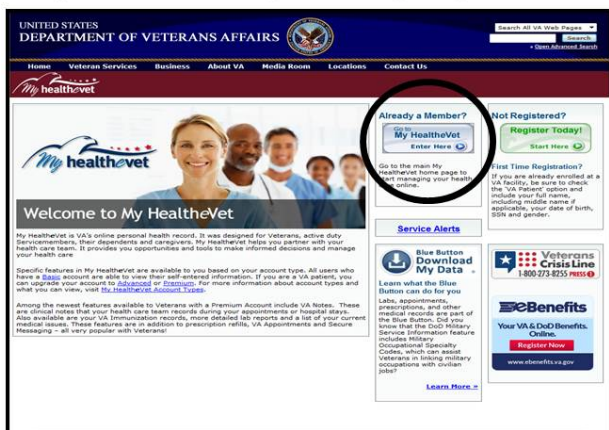 UNITED STATES
DEPARTMENT OF VETERANS AFFAIRS
Search All VA Web Pages
Search
Open Advanced Search
Home Veteran Services Business About VA Media Room Locations Contact Us
My healthevet
My healthevet
Welcome to My HealtheVet
My HealtheVet is VA's online personal health record. It was designed for Veterans, active duty
Servicemembers, their dependents and caregivers. My HealtheVet helps you partner with your
health care team. It provides you opportunities and tools to make informed decisions and manage
your health care
Specific features in My HealtheVet are available to you based on your account type. All users who
have a Basic account are able to view their self-entered information. If you are a VA patient, you
can upgrade your account to Advanced or Premium. For more information about account types and
what you can view, visit My HealtheVet Account Types.
Among the newest features available to Veterans with a Premium Account include VA Notes. These
are clinical notes that your health care team records during your appointments or hospital stays.
Also available are your VA Immunization records, more detailed lab reports and a list of your current
medical issues. These features are in addition to prescription refills, VA Appointments and Secure
Messaging – all very popular with Veterans!
Already a Member?
Go to
My HealtheVet
Enter Here
Go to the main My
HealtheVet home page to
start managing your health
care online.
Service Alerts
Blue Button
Download
My Data
Learn what the Blue
Button can do for you
Labs, appointments,
prescriptions, and other
medical records are part of
the Blue Button. Did you
know that the DoD Military
Service Information feature
includes Military
Occupational Specialty
Codes, which can assist
Veterans in linking military
occupations with civilian
jobs?
Learn More »
Not Registered?
Register Today!
Start Here
First Time Registration?
If you are already enrolled at
a VA facility, be sure to check
the 'VA Patient' option and
include your full name,
including middle name if
applicable, your date of birth,
SSN and gender.
Veterans
Crisis Line
1-800-273-8255 PRESS 1
eBenefits
Your VA & DoD Benefits.
Online.
Register Now
www.ebenefits.va.gov